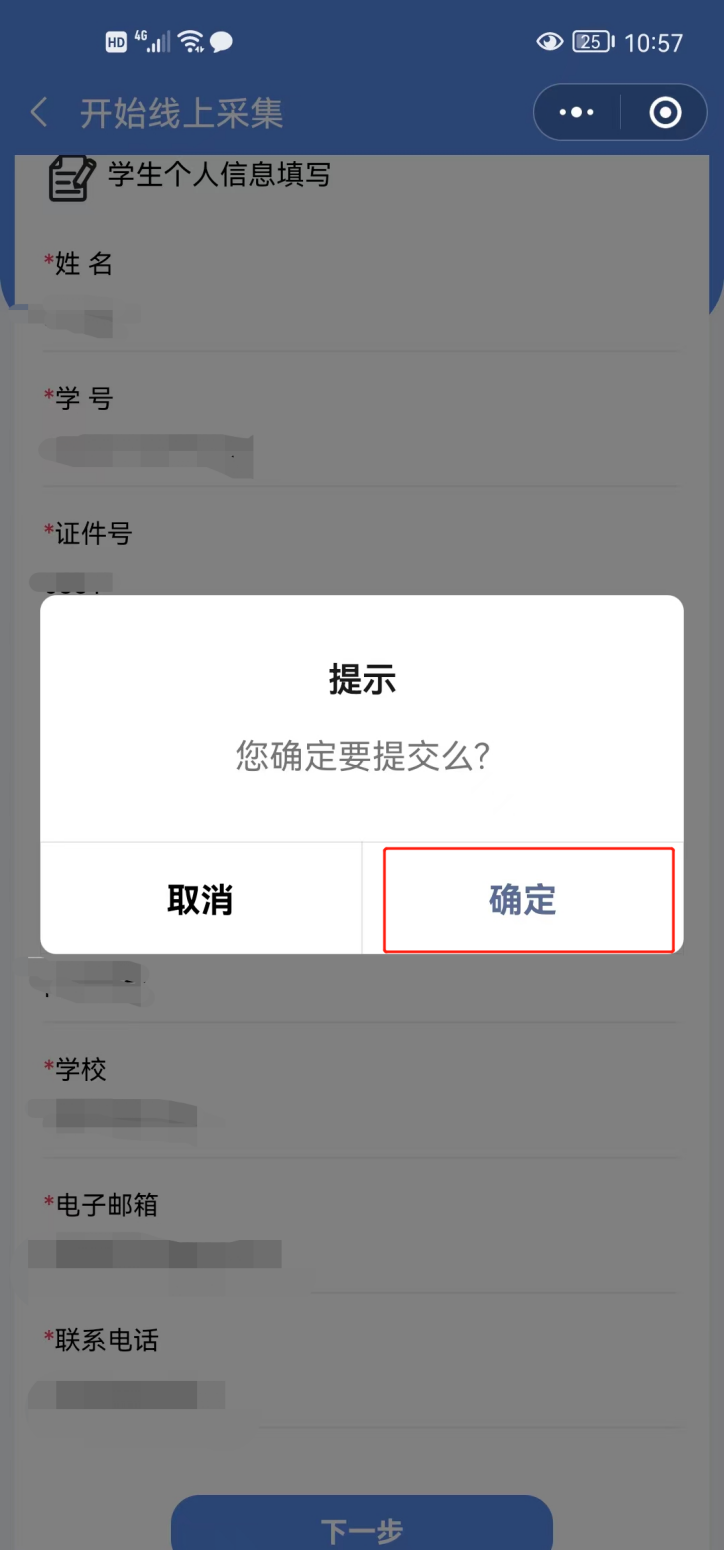 HD 4G 25 10:57
开始线上采集
学生个人信息填写
*姓 名
*学 号
*证件号
提示
您确定要提交么?
取消 确定
*学校
*电子邮箱
*联系电话
下一步